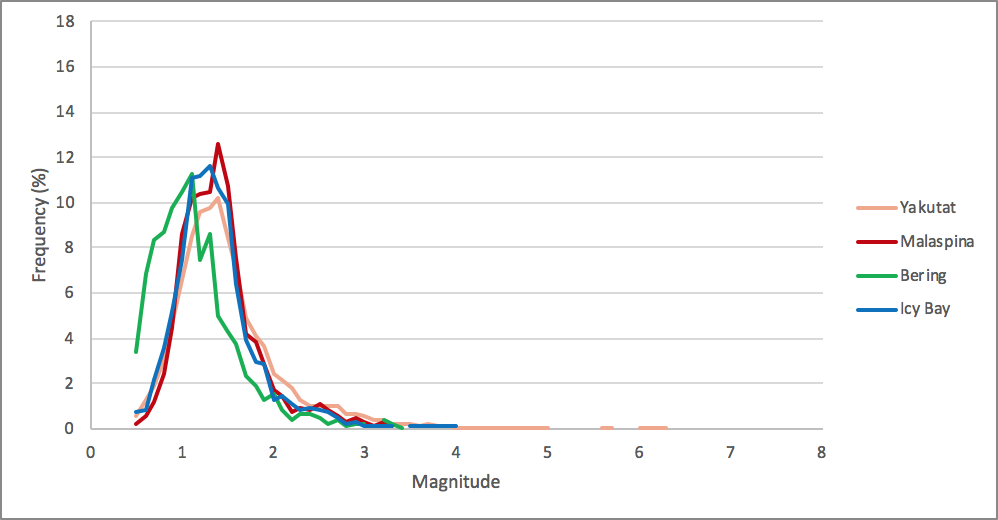 18
16
14
12
10
8
6
4
2
0
0 1 2 3 4 5 6 7 8
Frequency (%)
Magnitude
Yakutat
Malaspina
Bering
Icy Bay